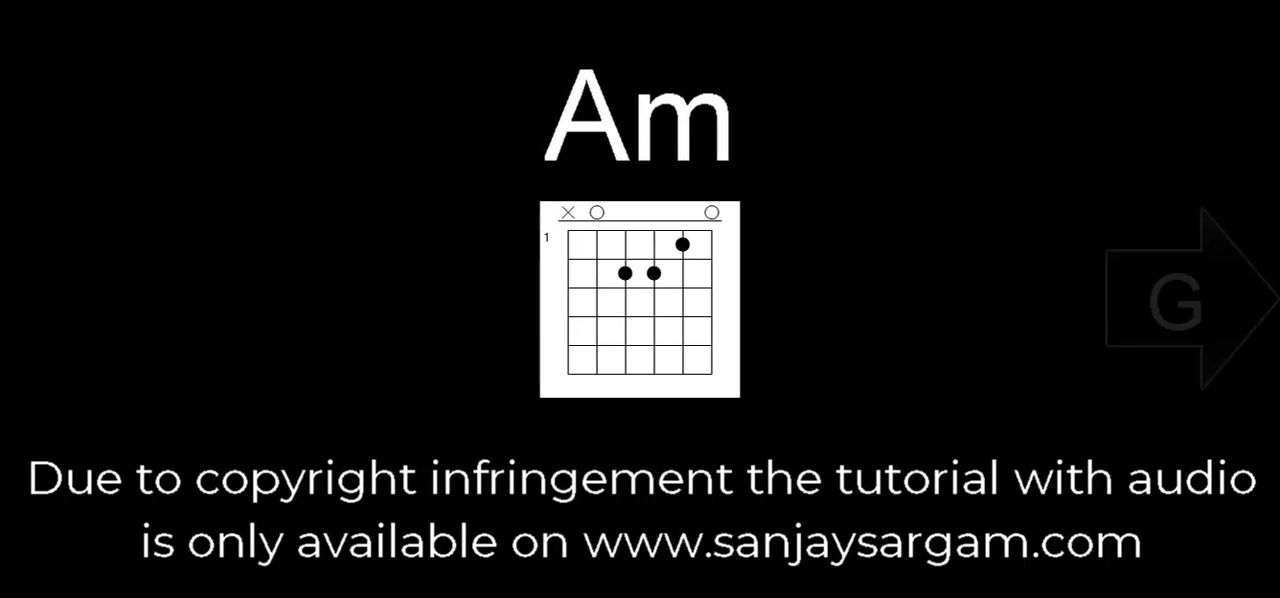 Am
1
G
Due to copyright infringement the tutorial with audio
is only available on www.sanjaysargam.com